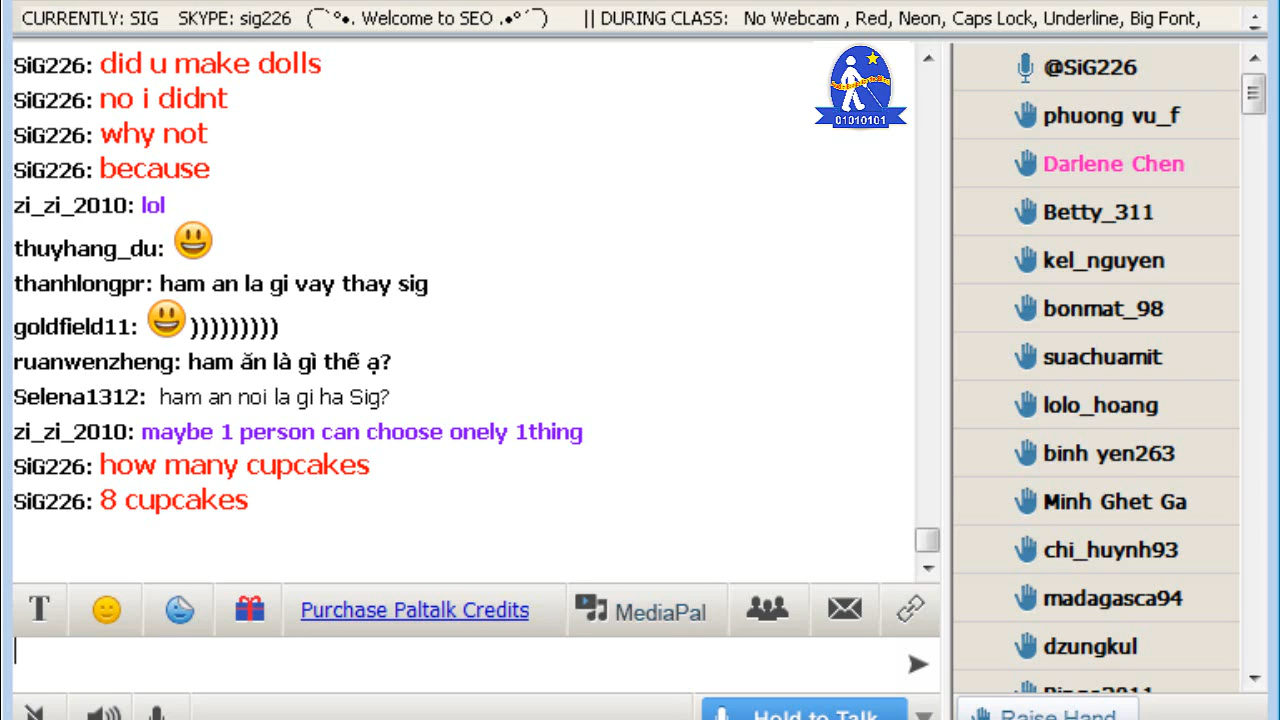 CURRENTLY: SIG SKYPE: sig226 (¯`°●. Welcome to SEO .●°´¯) || DURING CLASS: No Webcam , Red, Neon, Caps Lock, Underline, Big Font,
SiG226: did u make dolls
SiG226: no i didnt
SiG226: why not
SiG226: because
zi_zi_2010: lol
thuyhang_du:
thanhlongpr: ham an la gi vay thay sig
goldfield11: )))))))))
ruanwenzheng: ham ăn là gì thế ạ?
Selena1312: ham an noi la gi ha Sig?
zi_zi_2010: maybe 1 person can choose onely 1thing
SiG226: how many cupcakes
SiG226: 8 cupcakes
01010101
T
Purchase Paltalk Credits
MediaPal
Hold to Talk
@SiG226
phuong vu_f
Darlene Chen
Betty_311
kel_nguyen
bonmat_98
suachuamit
lolo_hoang
binh yen263
Minh Ghet Ga
chi_huynh93
madagasca94
dzungkul
Raise Hand